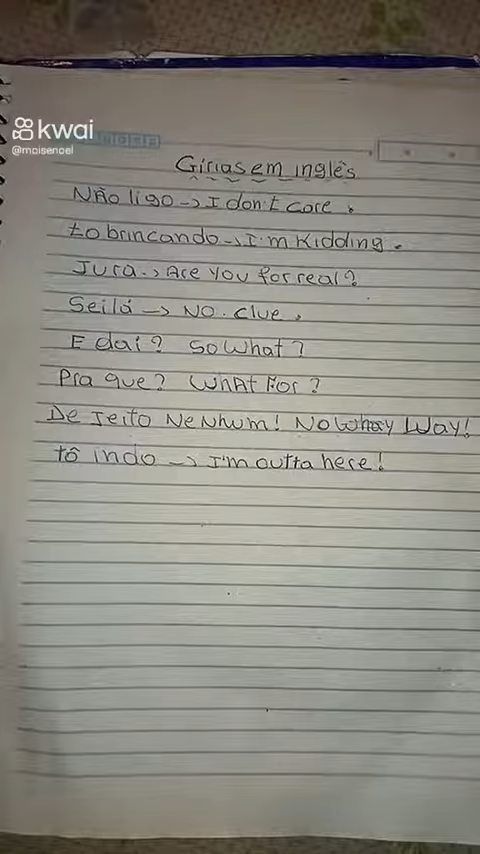 kwai
@moisenoel
Gírias em inglês
Não ligo -> I don't care.
to brincando -> I'm Kidding.
Jura -> Are You for real?
Sei lá -> NO. clue.
E dai? So What?
Pra que? WhAt For?
De Jeito Nenhum! No Way!
tô indo -> I'm outta here!